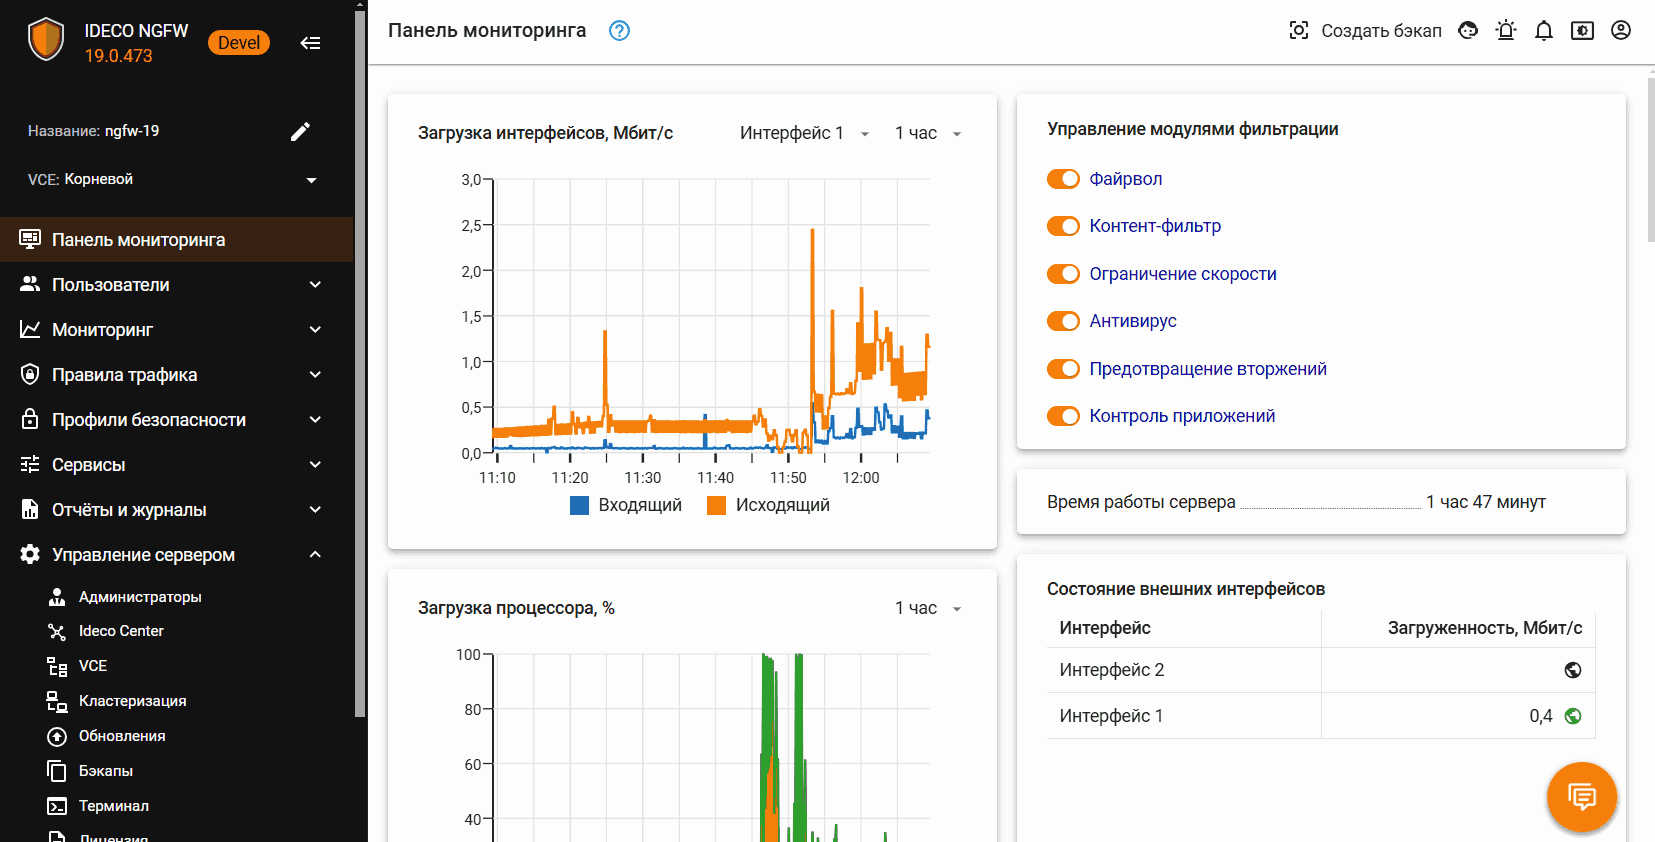 IDECO NGFW
19.0.473
Devel
Название: ngfw-19
VCE: Корневой
Панель мониторинга
Пользователи
Мониторинг
Правила трафика
Профили безопасности
Сервисы
Отчёты и журналы
Управление сервером
Администраторы
Ideco Center
VCE
Кластеризация
Обновления
Бэкапы
Терминал
Лицензия
Панель мониторинга
Создать бэкап
Загрузка интерфейсов, Мбит/с
Интерфейс 1
1 час
3,0
2,5
2,0
1,5
1,0
0,5
0,0
11:10 11:20 11:30 11:40 11:50 12:00
Входящий Исходящий
Загрузка процессора, %
1 час
100
80
60
40
Управление модулями фильтрации
Файрвол
Контент-фильтр
Ограничение скорости
Антивирус
Предотвращение вторжений
Контроль приложений
Время работы сервера 1 час 47 минут
Состояние внешних интерфейсов
Интерфейс Загруженность, Мбит/с
Интерфейс 2
Интерфейс 1 0,4